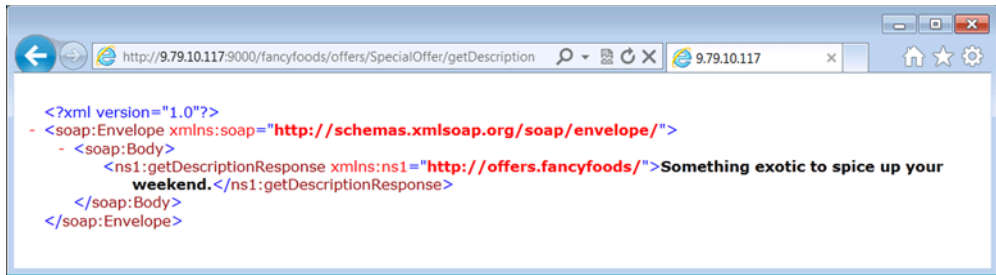 http://9.79.10.117:9000/fancyfoods/offers/SpecialOffer/getDescription 9.79.10.117
<?xml version="1.0"?>
- <soap:Envelope xmlns:soap="http://schemas.xmlsoap.org/soap/envelope/">
- <soap:Body>
<ns1:getDescriptionResponse xmlns:ns1="http://offers.fancyfoods/">Something exotic to spice up your
weekend.</ns1:getDescriptionResponse>
</soap:Body>
</soap:Envelope>